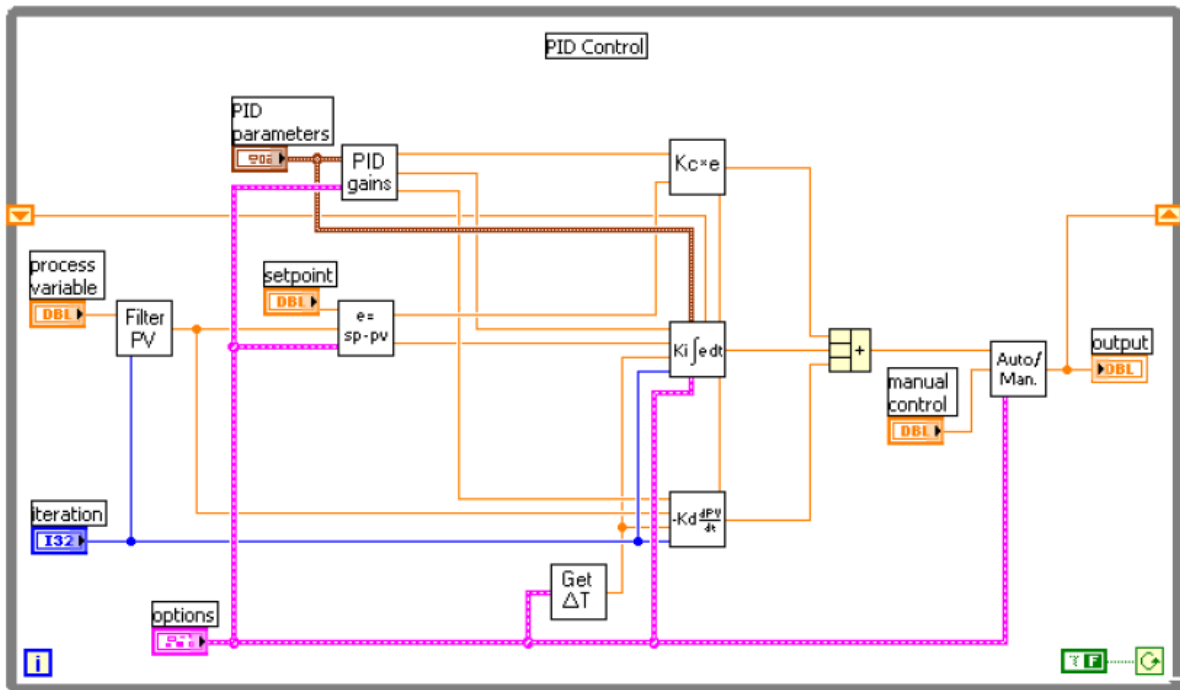 PID Control
PID
parameters
PID
gains
Kc×e
process
variable
DBL
Filter
PV
setpoint
DBL
e=
sp-pv
Ki∫edt
+
Auto/
Man.
output
DBL
manual
control
DBL
iteration
I32
-Kd dPV/dt
Get
ΔT
options
i
F